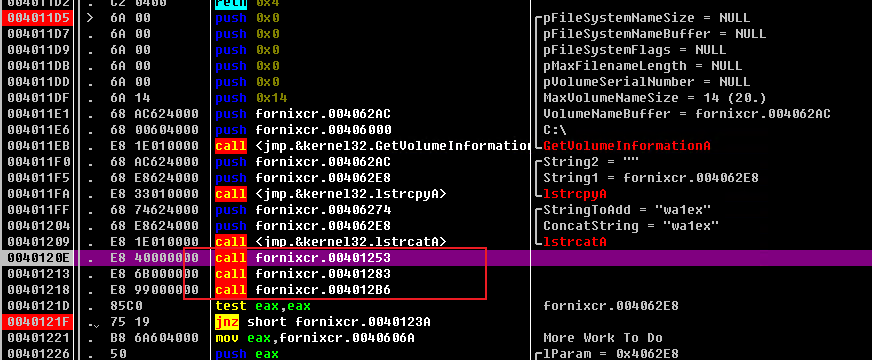 004011D2 . C2 0400 retn 0x4
004011D5 > 6A 00 push 0x0 pFileSystemNameSize = NULL
004011D7 . 6A 00 push 0x0 pFileSystemNameBuffer = NULL
004011D9 . 6A 00 push 0x0 pFileSystemFlags = NULL
004011DB . 6A 00 push 0x0 pMaxFilenameLength = NULL
004011DD . 6A 00 push 0x0 pVolumeSerialNumber = NULL
004011DF . 6A 14 push 0x14 MaxVolumeNameSize = 14 (20.)
004011E1 . 68 AC624000 push fornixcr.004062AC VolumeNameBuffer = fornixcr.004062AC
004011E6 . 68 00604000 push fornixcr.00406000 C:\
004011EB . E8 1E010000 call <jmp.&kernel32.GetVolumeInformation GetVolumeInformationA
004011F0 . 68 AC624000 push fornixcr.004062AC String2 = ""
004011F5 . 68 E8624000 push fornixcr.004062E8 String1 = fornixcr.004062E8
004011FA . E8 33010000 call <jmp.&kernel32.lstrcpyA> lstrcpyA
004011FF . 68 74624000 push fornixcr.00406274 StringToAdd = "wa1ex"
00401204 . 68 E8624000 push fornixcr.004062E8 ConcatString = "wa1ex"
00401209 . E8 1E010000 call <jmp.&kernel32.lstrcatA> lstrcatA
0040120E . E8 40000000 call fornixcr.00401253
00401213 . E8 6B000000 call fornixcr.00401283
00401218 . E8 99000000 call fornixcr.004012B6
0040121D . 85C0 test eax,eax fornixcr.004062E8
0040121F . 75 19 jnz short fornixcr.0040123A
00401221 . B8 6A604000 mov eax,fornixcr.0040606A More Work To Do
00401226 . 50 push eax lParam = 0x4062E8